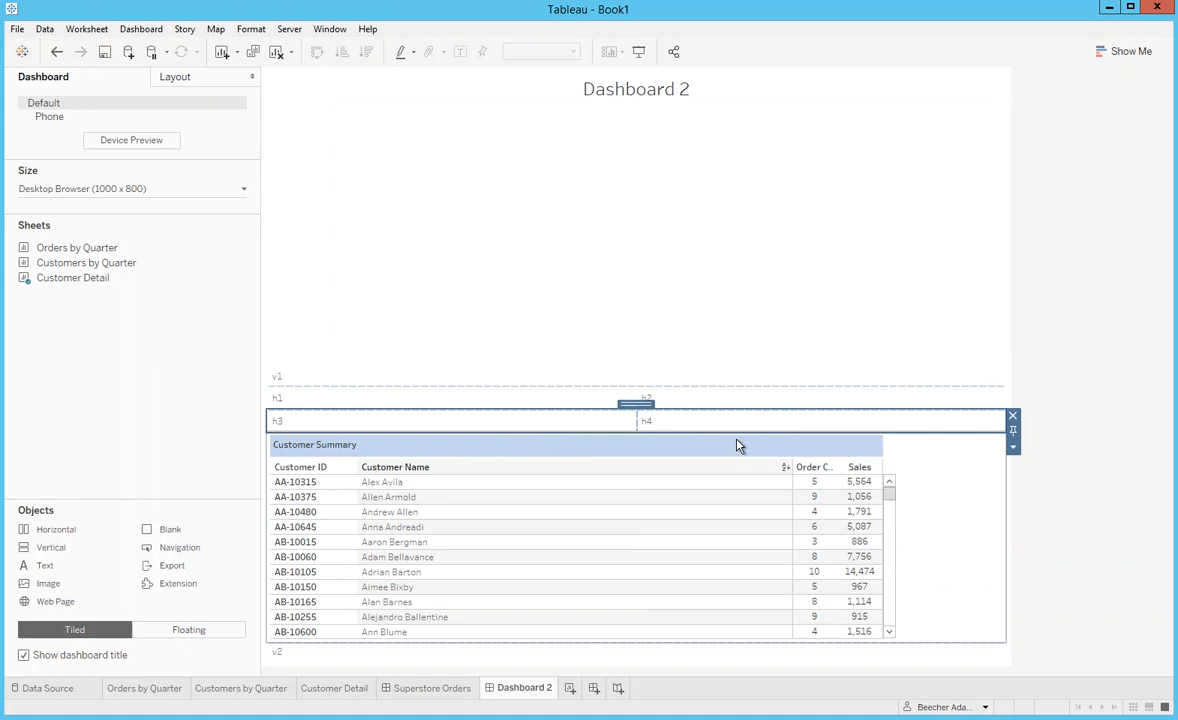 Tableau - Book1
File Data Worksheet Dashboard Story Map Format Server Window Help
Show Me
Dashboard Layout
Default
Phone
Device Preview
Size
Desktop Browser (1000 x 800)
Sheets
Orders by Quarter
Customers by Quarter
Customer Detail
Objects
Horizontal Blank
Vertical Navigation
Text Export
Image Extension
Web Page
Tiled Floating
Show dashboard title
Dashboard 2
v1
h1 h2
h3 h4
Customer Summary
Customer ID Customer Name Order C.. Sales
AA-10315 Alex Avila 5 5,564
AA-10375 Allen Armold 9 1,056
AA-10480 Andrew Allen 4 1,791
AA-10645 Anna Andreadi 6 5,087
AB-10015 Aaron Bergman 3 886
AB-10060 Adam Bellavance 8 7,756
AB-10105 Adrian Barton 10 14,474
AB-10150 Aimee Bixby 5 967
AB-10165 Alan Barnes 8 1,114
AB-10255 Alejandro Ballentine 9 915
AB-10600 Ann Blume 4 1,516
v2
Data Source Orders by Quarter Customers by Quarter Customer Detail Superstore Orders Dashboard 2
Beecher Ada...